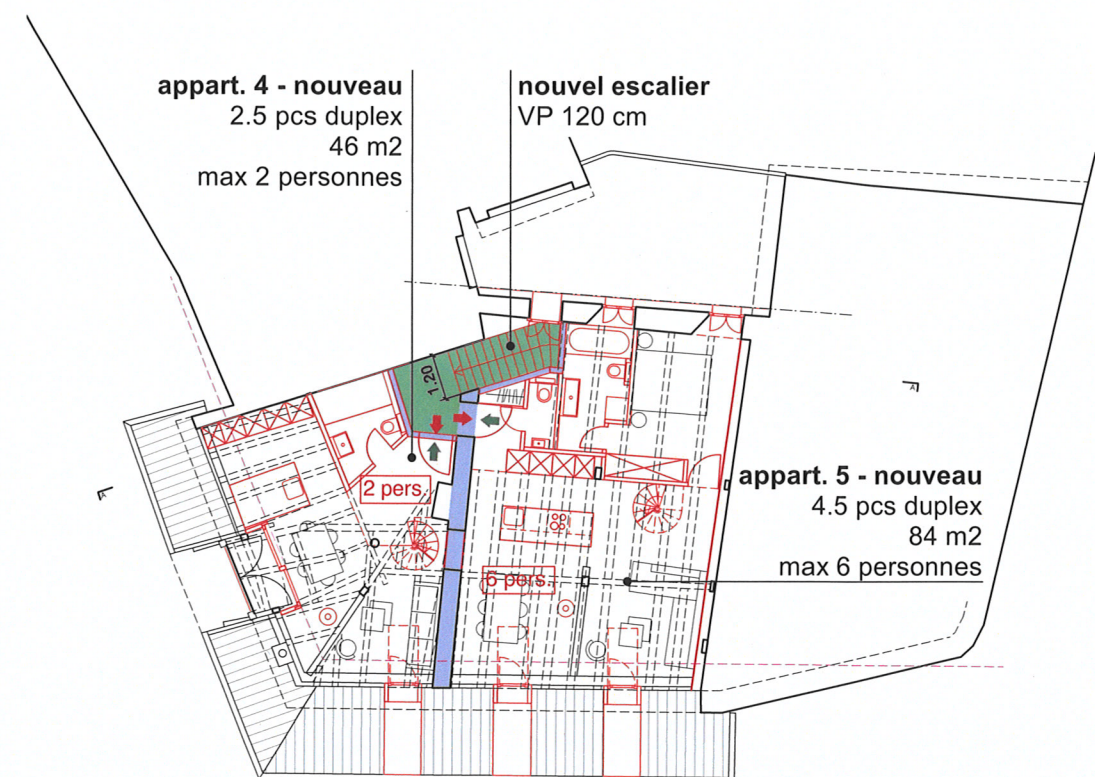 appart. 4 - nouveau
2.5 pcs duplex
46 m2
max 2 personnes
nouvel escalier
VP 120 cm
1.20
A
A
2 pers.
appart. 5 - nouveau
4.5 pcs duplex
84 m2
max 6 personnes
6 pers.